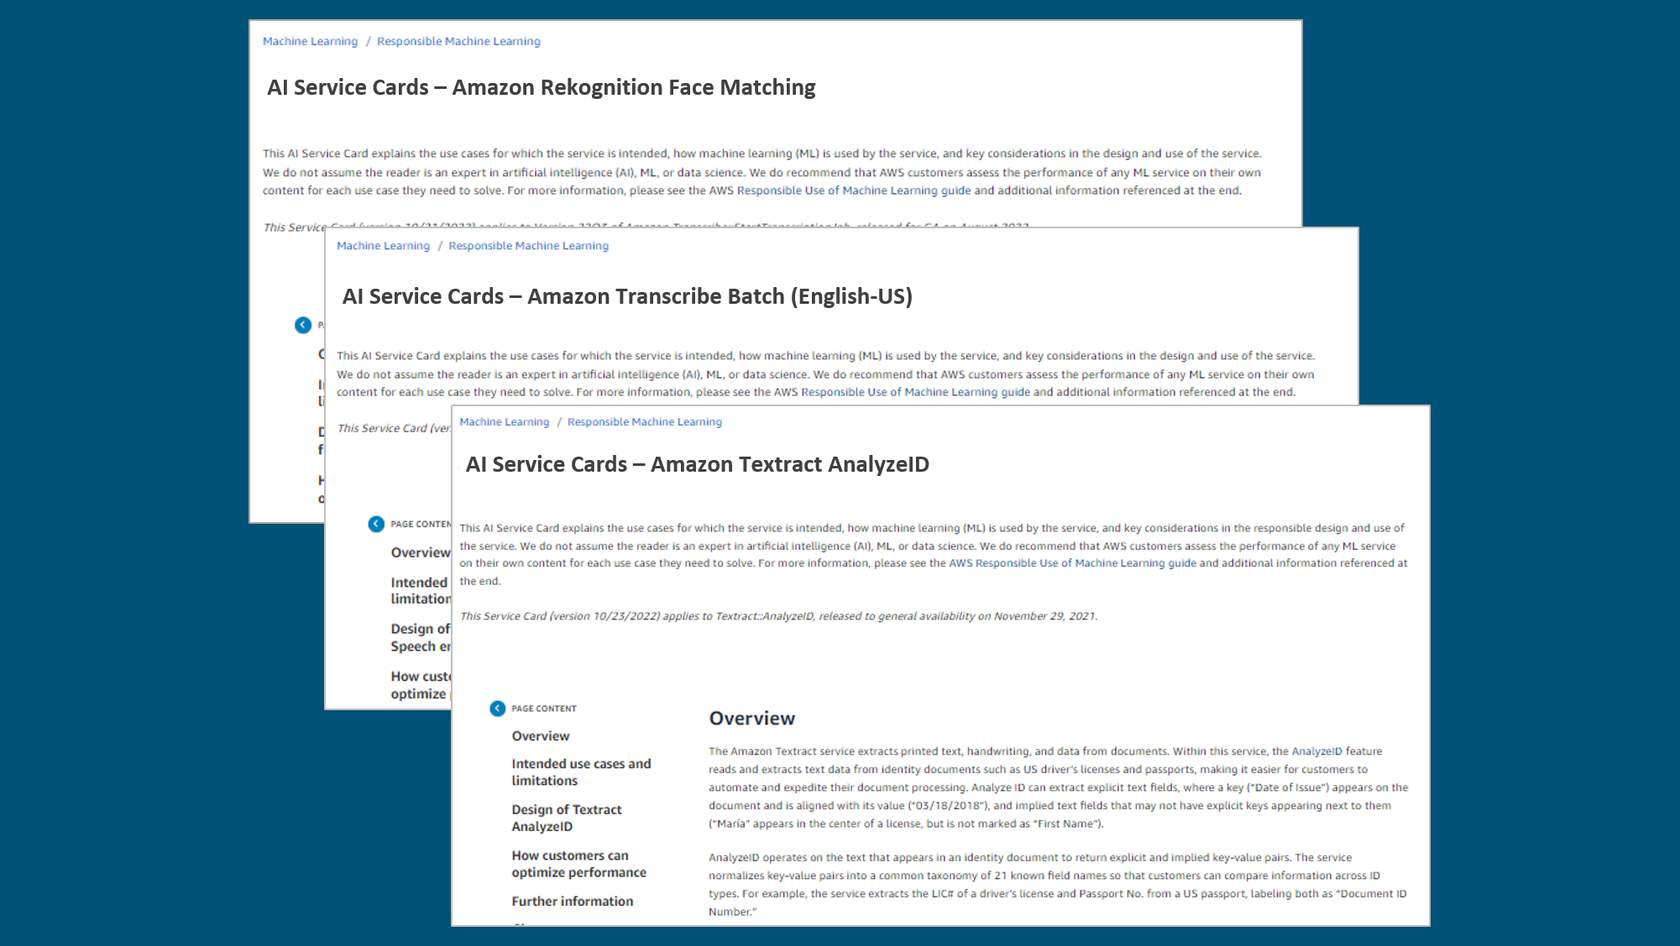 Machine Learning / Responsible Machine Learning
AI Service Cards – Amazon Rekognition Face Matching
This AI Service Card explains the use cases for which the service is intended, how machine learning (ML) is used by the service, and key considerations in the design and use of the service.
We do not assume the reader is an expert in artificial intelligence (AI), ML, or data science. We do recommend that AWS customers assess the performance of any ML service on their own
content for each use case they need to solve. For more information, please see the AWS Responsible Use of Machine Learning guide and additional information referenced at the end.
This Service
Machine Learning / Responsible Machine Learning
AI Service Cards – Amazon Transcribe Batch (English-US)
This AI Service Card explains the use cases for which the service is intended, how machine learning (ML) is used by the service, and key considerations in the design and use of the service.
We do not assume the reader is an expert in artificial intelligence (AI), ML, or data science. We do recommend that AWS customers assess the performance of any ML service on their own
content for each use case they need to solve. For more information, please see the AWS Responsible Use of Machine Learning guide and additional information referenced at the end.
This Service Card (ver
PAGE CONTEN
Overview
Intended
limitation
Design of
Speech en
How custo
optimize
Machine Learning / Responsible Machine Learning
AI Service Cards – Amazon Textract AnalyzeID
This AI Service Card explains the use cases for which the service is intended, how machine learning (ML) is used by the service, and key considerations in the responsible design and use of
the service. We do not assume the reader is an expert in artificial intelligence (AI), ML, or data science. We do recommend that AWS customers assess the performance of any ML service
on their own content for each use case they need to solve. For more information, please see the AWS Responsible Use of Machine Learning guide and additional information referenced at
the end.
This Service Card (version 10/23/2022) applies to Textract::AnalyzeID, released to general availability on November 29, 2021.
PAGE CONTENT
Overview
Intended use cases and
limitations
Design of Textract
AnalyzeID
How customers can
optimize performance
Further information
Overview
The Amazon Textract service extracts printed text, handwriting, and data from documents. Within this service, the AnalyzeID feature
reads and extracts text data from identity documents such as US driver's licenses and passports, making it easier for customers to
automate and expedite their document processing. Analyze ID can extract explicit text fields, where a key ("Date of Issue") appears on the
document and is aligned with its value ("03/18/2018"), and implied text fields that may not have explicit keys appearing next to them
("María" appears in the center of a license, but is not marked as "First Name").
AnalyzeID operates on the text that appears in an identity document to return explicit and implied key-value pairs. The service
normalizes key-value pairs into a common taxonomy of 21 known field names so that customers can compare information across ID
types. For example, the service extracts the LIC# of a driver's license and Passport No. from a US passport, labeling both as "Document ID
Number."